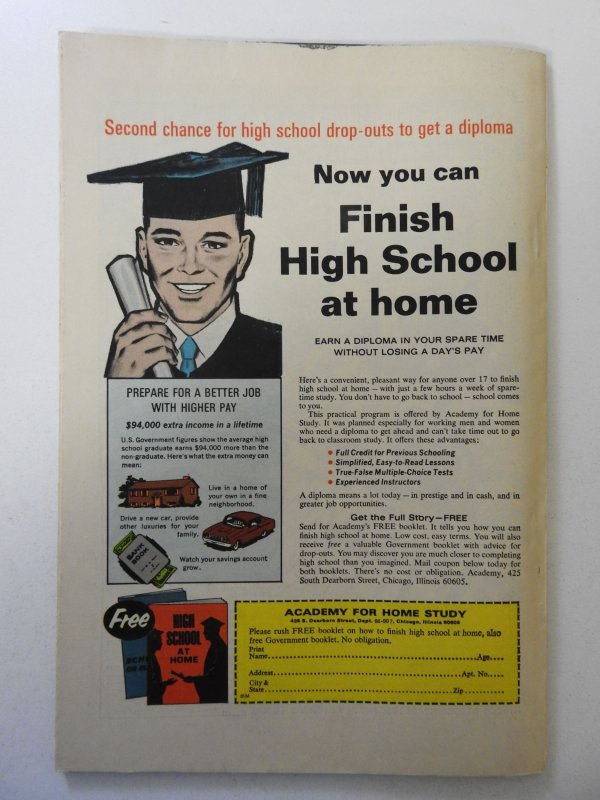 Second chance for high school drop-outs to get a diploma
Now you can
Finish
High School
at home
EARN A DIPLOMA IN YOUR SPARE TIME
WITHOUT LOSING A DAY'S PAY
Here's a convenient, pleasant way for anyone over 17 to finish
high school at home — with just a few hours a week of spare-
time study. You don't have to go back to school — school comes
to you.
This practical program is offered by Academy for Home
Study. It was planned especially for working men and women
who need a diploma to get ahead and can't take time out to go
back to classroom study. It offers these advantages:
• Full Credit for Previous Schooling
• Simplified, Easy-to-Read Lessons
• True-False Multiple-Choice Tests
• Experienced Instructors
A diploma means a lot today — in prestige and in cash, and in
greater job opportunities.
Get the Full Story—FREE
Send for Academy's FREE booklet. It tells you how you can
finish high school at home. Low cost, easy terms. You will also
receive free a valuable Government booklet with advice for
drop-outs. You may discover you are much closer to completing
high school than you imagined. Mail coupon below today for
both booklets. There's no cost or obligation. Academy, 425
South Dearborn Street, Chicago, Illinois 60605.
PREPARE FOR A BETTER JOB
WITH HIGHER PAY
$94,000 extra income in a lifetime
U.S. Government figures show the average high
school graduate earns $94,000 more than the
non-graduate. Here's what the extra money can
mean:
Live in a home of
your own in a fine
neighborhood.
Drive a new car, provide
other luxuries for your
family.
BANK
BOOK
Watch your savings account
grow..
Free
HIGH
SCHOOL
AT
HOME
ACADEMY FOR HOME STUDY
425 S. Dearborn Street, Dept. Chicago, Illinois 60605
Please rush FREE booklet on how to finish high school at home, also
free Government booklet. No obligation.
Print
Name Age
Address Apt. No.
City &
State Zip